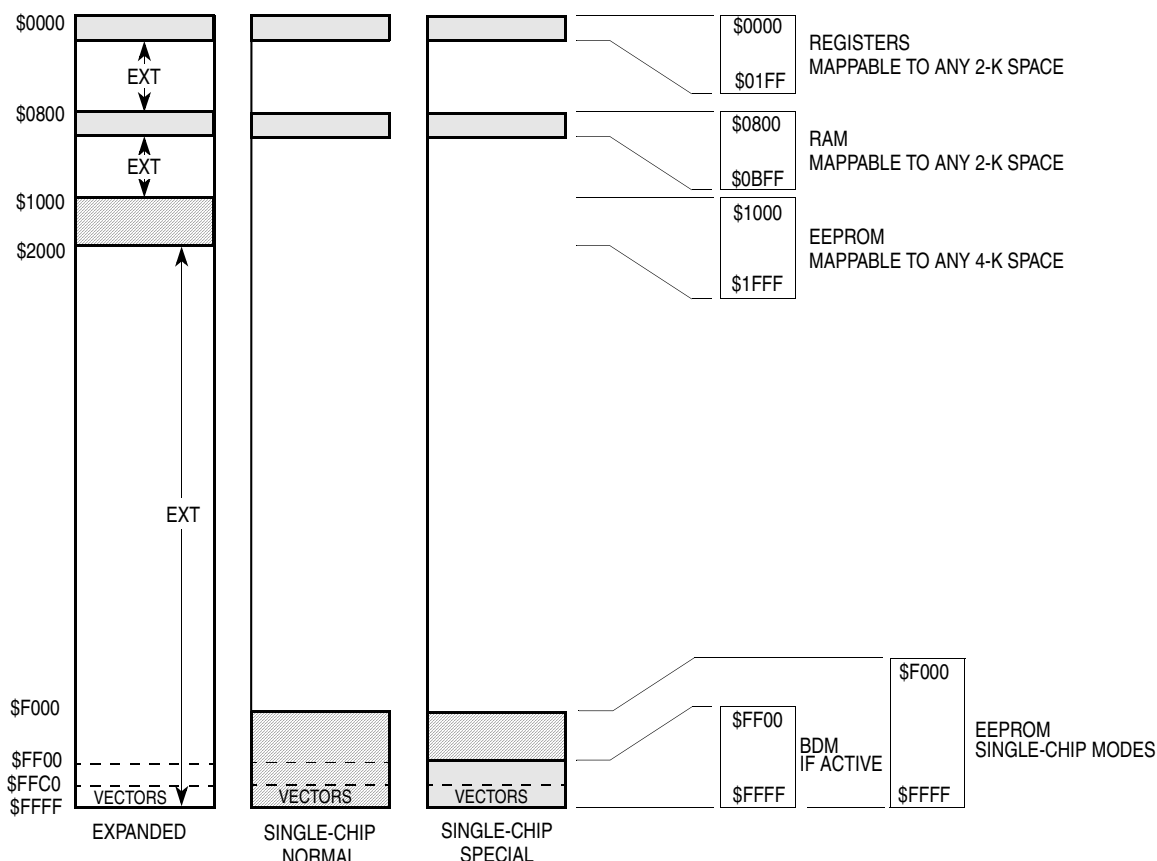 $0000
EXT
$0800
EXT
$1000
$2000
EXT
$F000
$FF00
$FFC0
$FFFF
VECTORS
EXPANDED
VECTORS
SINGLE-CHIP
NORMAL
VECTORS
SINGLE-CHIP
SPECIAL
$0000
$01FF
REGISTERS
MAPPABLE TO ANY 2-K SPACE
$0800
$0BFF
RAM
MAPPABLE TO ANY 2-K SPACE
$1000
$1FFF
EEPROM
MAPPABLE TO ANY 4-K SPACE
$FF00
$FFFF
BDM
IF ACTIVE
$F000
$FFFF
EEPROM
SINGLE-CHIP MODES